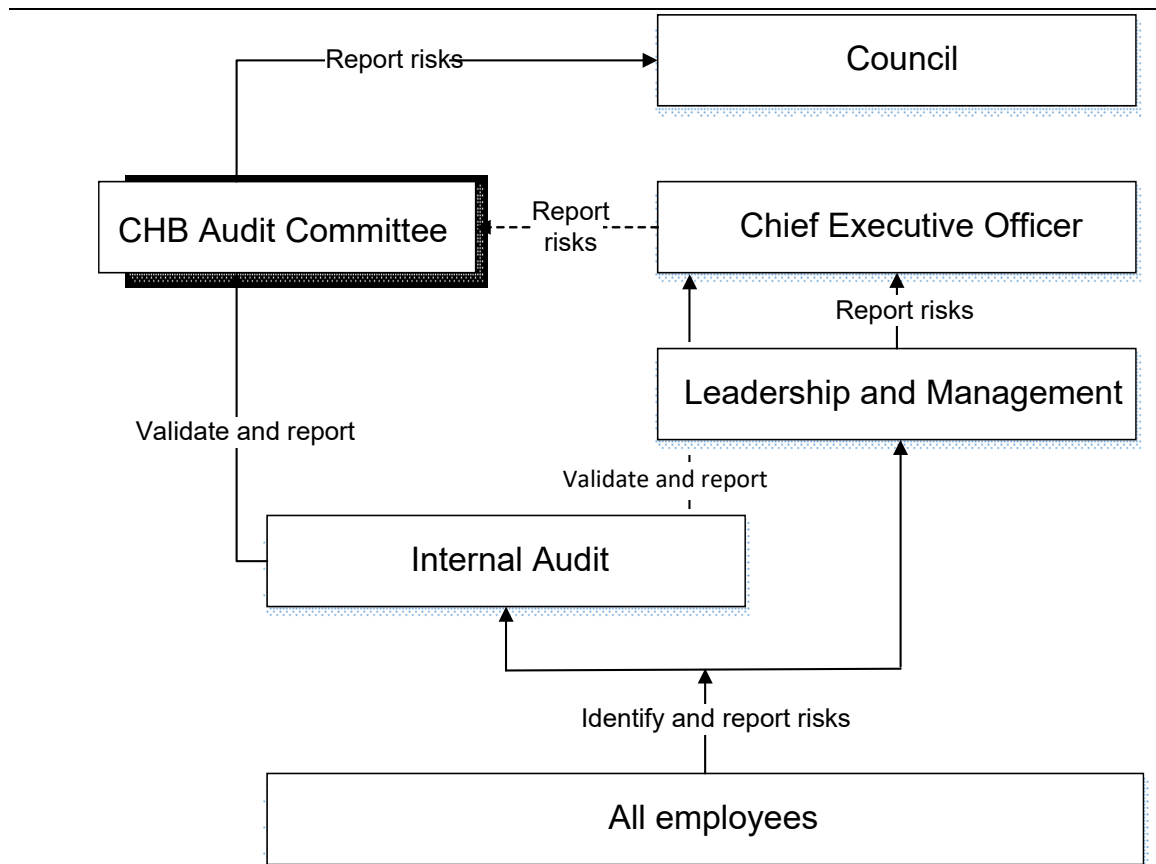 Report risks
Council
CHB Audit Committee
Report
risks
Chief Executive Officer
Report risks
Leadership and Management
Validate and report
Validate and report
Internal Audit
Identify and report risks
All employees